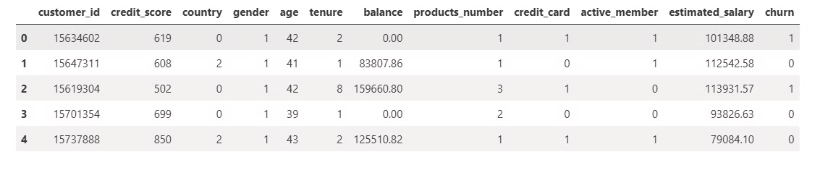 customer_id credit_score country gender age tenure balance products_number credit_card active_member estimated_salary churn
0 15634602 619 0 1 42 2 0.00 1 1 1 101348.88 1
1 15647311 608 2 1 41 1 83807.86 1 0 1 112542.58 0
2 15619304 502 0 1 42 8 159660.80 3 1 0 113931.57 1
3 15701354 699 0 1 39 1 0.00 2 0 0 93826.63 0
4 15737888 850 2 1 43 2 125510.82 1 1 1 79084.10 0